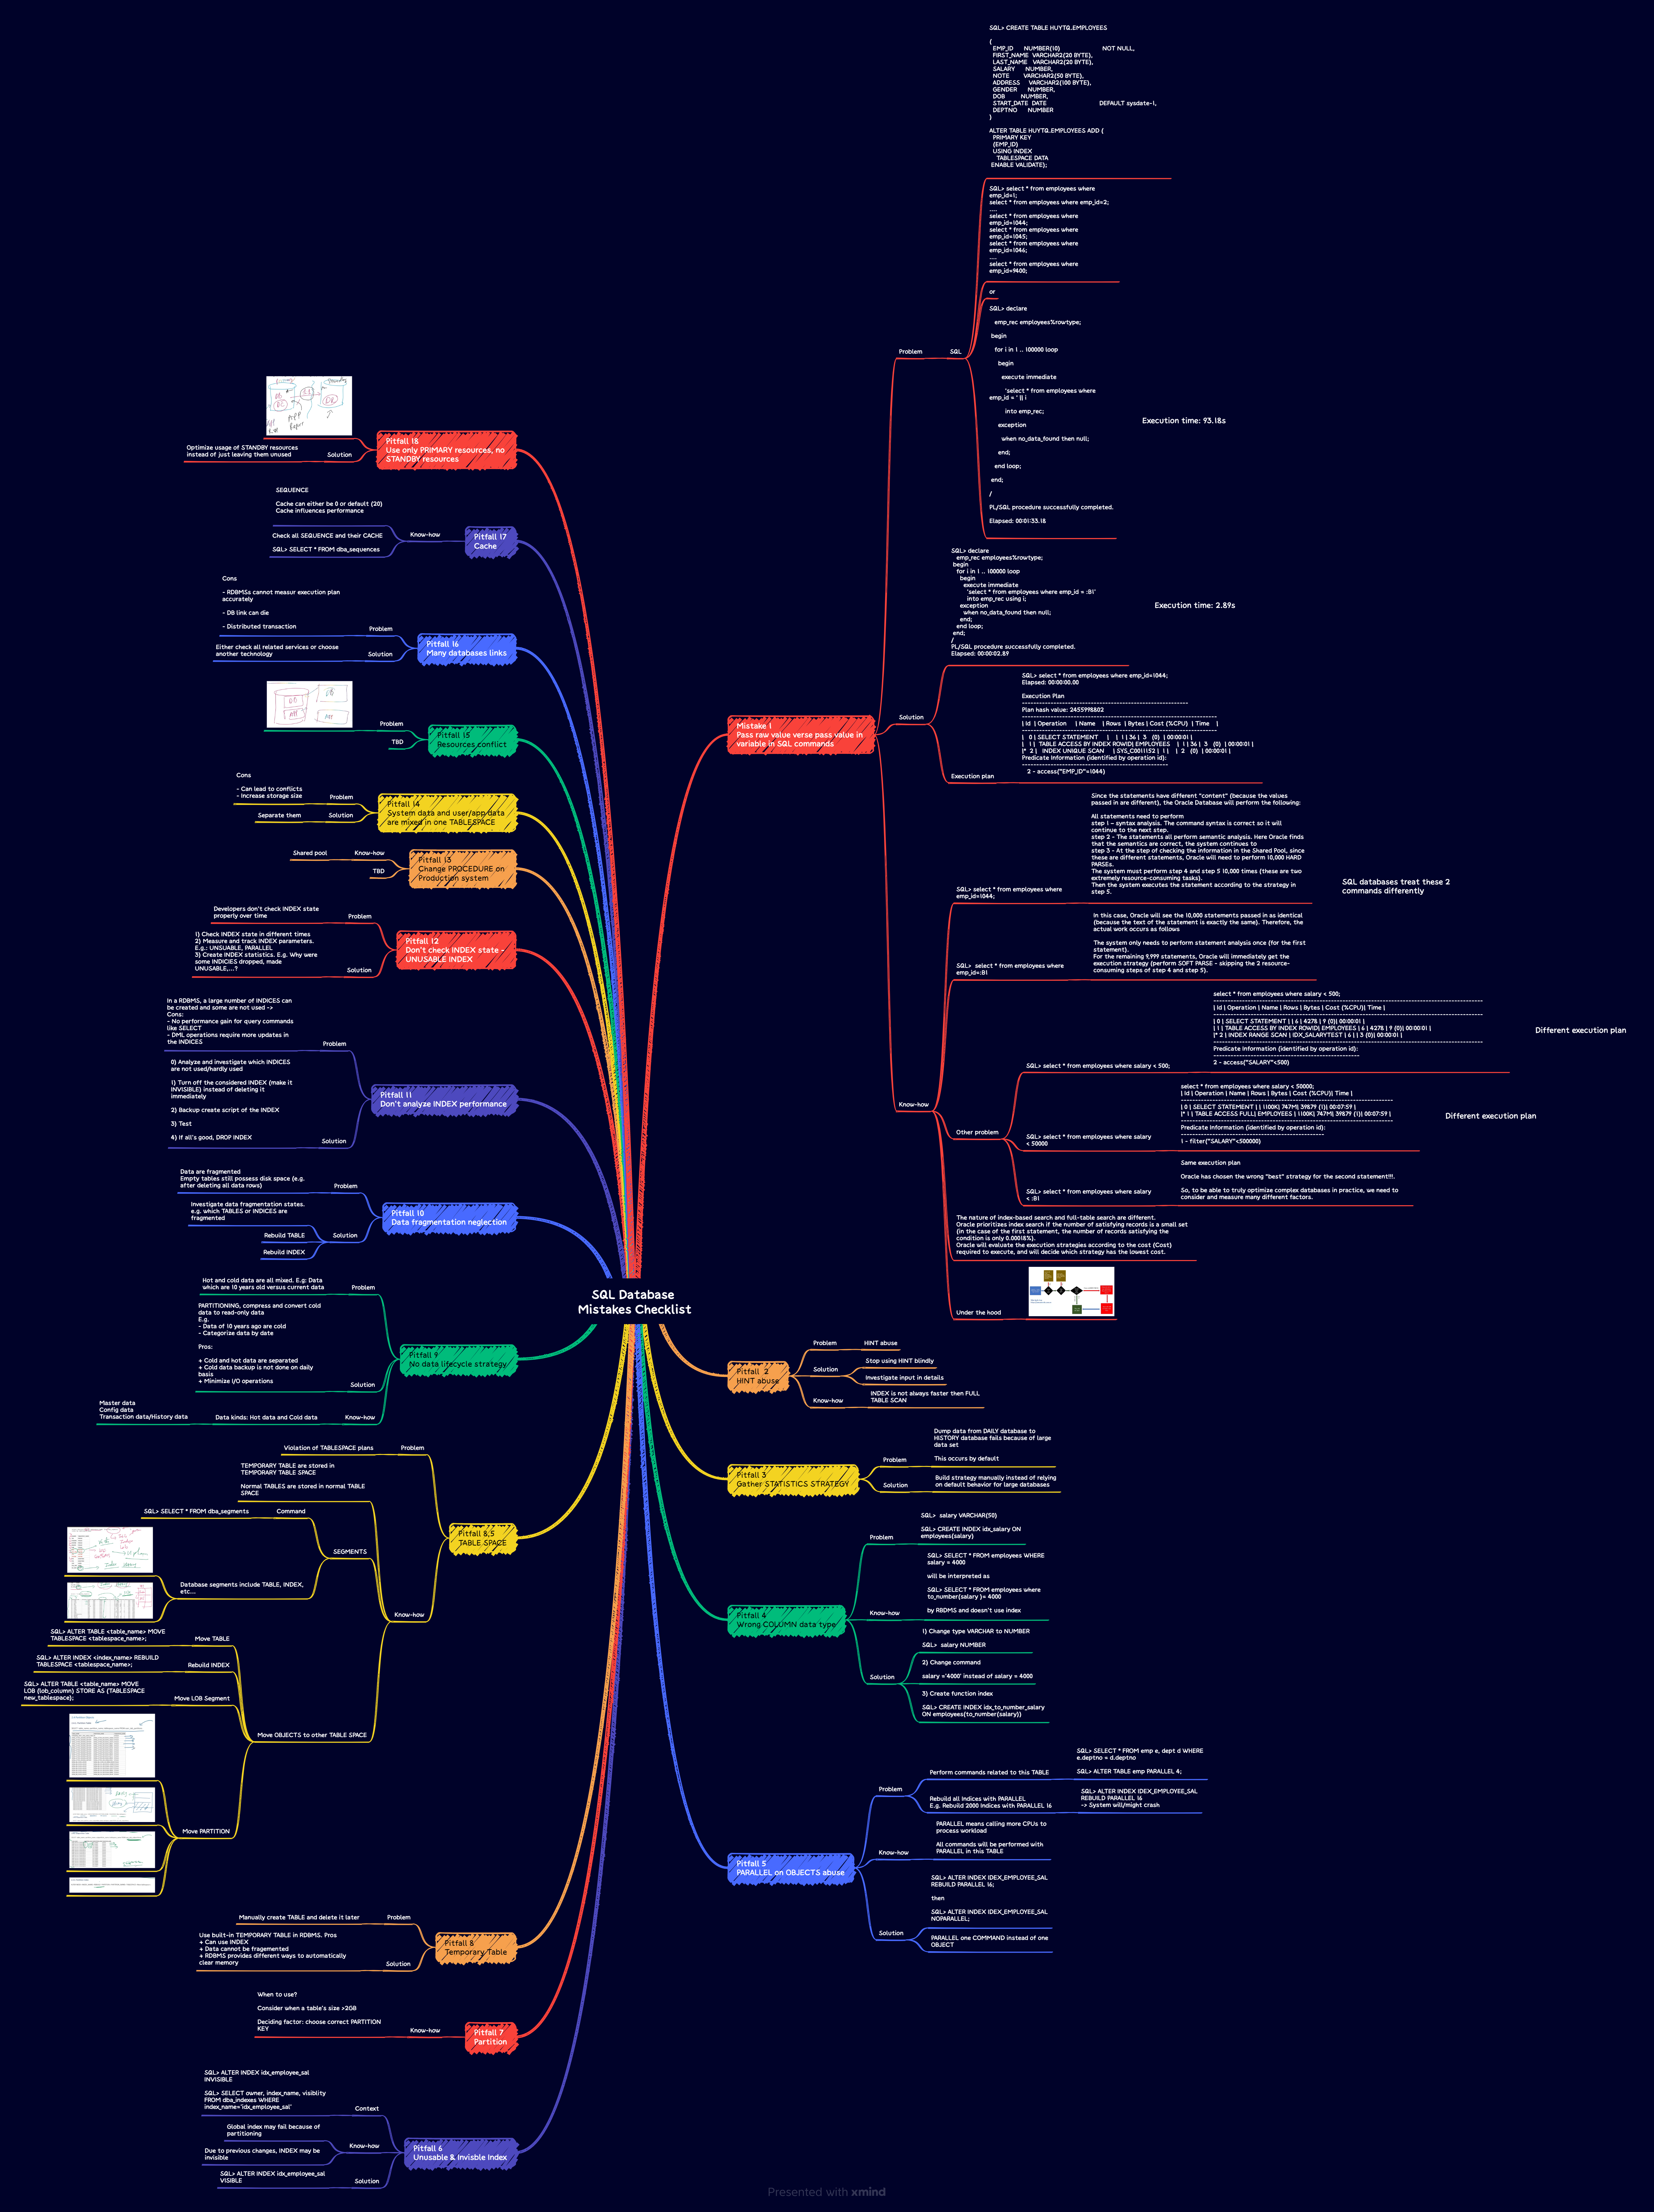 SQL Database
Mistakes Checklist
Mistake 1
Pass raw value verse pass value in
variable in SQL commands
Problem
SQL
SQL> CREATE TABLE HUYTQ.EMPLOYEES
(
EMP_ID NUMBER(10) NOT NULL,
FIRST_NAME VARCHAR2(20 BYTE),
LAST_NAME VARCHAR2(20 BYTE),
SALARY NUMBER,
NOTE VARCHAR2(50 BYTE),
ADDRESS VARCHAR2(100 BYTE),
GENDER NUMBER,
DOB NUMBER,
START_DATE DATE DEFAULT sysdate-1,
DEPTNO NUMBER
)
ALTER TABLE HUYTQ.EMPLOYEES ADD (
PRIMARY KEY
(EMP_ID)
USING INDEX
TABLESPACE DATA
ENABLE VALIDATE);
SQL> select * from employees where
emp_id=1;
select * from employees where emp_id=2;
....
select * from employees where
emp_id=1044;
select * from employees where
emp_id=1045;
select * from employees where
emp_id=1046;
....
select * from employees where
emp_id=9400;
or
SQL> declare
emp_rec employees%rowtype;
begin
for i in 1 .. 100000 loop
begin
execute immediate
'select * from employees where
emp_id = ' || i
into emp_rec;
exception
when no_data_found then null;
end;
end loop;
end;
/
PL/SQL procedure successfully completed.
Elapsed: 00:01:33.18
Execution time: 93.18s
Solution
SQL> declare
emp_rec employees%rowtype;
begin
for i in 1 .. 100000 loop
begin
execute immediate
'select * from employees where emp_id = :B1'
into emp_rec using i;
exception
when no_data_found then null;
end;
end loop;
end;
/
PL/SQL procedure successfully completed.
Elapsed: 00:00:02.89
Execution time: 2.89s
Execution plan
SQL> select * from employees where emp_id=1044;
Elapsed: 00:00:00.00
Execution Plan
Plan hash value: 2455998802
| Id | Operation | Name | Rows | Bytes | Cost (%CPU) | Time |
| 0 | SELECT STATEMENT | | 1 | 36 | 3 (0) | 00:00:01 |
| 1 | TABLE ACCESS BY INDEX ROWID| EMPLOYEES | 1 | 36 | 3 (0) | 00:00:01 |
|* 2 | INDEX UNIQUE SCAN | SYS_C0011152 | 1 | | 2 (0) | 00:00:01 |
Predicate Information (identified by operation id):
2 - access("EMP_ID"=1044)
Know-how
SQL> select * from employees where
emp_id=1044;
Since the statements have different "content" (because the values
passed in are different), the Oracle Database will perform the following:
All statements need to perform
step 1 – syntax analysis. The command syntax is correct so it will
continue to the next step.
step 2 - The statements all perform semantic analysis. Here Oracle finds
that the semantics are correct, the system continues to
step 3 - At the step of checking the information in the Shared Pool, since
these are different statements, Oracle will need to perform 10,000 HARD
PARSEs.
The system must perform step 4 and step 5 10,000 times (these are two
extremely resource-consuming tasks).
Then the system executes the statement according to the strategy in
step 5.
SQL databases treat these 2
commands differently
SQL> select * from employees where
emp_id=:B1
In this case, Oracle will see the 10,000 statements passed in as identical
(because the text of the statement is exactly the same). Therefore, the
actual work occurs as follows
The system only needs to perform statement analysis once (for the first
statement).
For the remaining 9,999 statements, Oracle will immediately get the
execution strategy (perform SOFT PARSE - skipping the 2 resource-
consuming steps of step 4 and step 5).
Other problem
SQL> select * from employees where salary < 500;
select * from employees where salary < 500;
| Id | Operation | Name | Rows | Bytes | Cost (%CPU)| Time |
| 0 | SELECT STATEMENT | | 6 | 4278 | 9 (0)| 00:00:01 |
| 1 | TABLE ACCESS BY INDEX ROWID| EMPLOYEES | 6 | 4278 | 9 (0)| 00:00:01 |
|* 2 | INDEX RANGE SCAN | IDX_SALARYTEST | 6 | | 3 (0)| 00:00:01 |
Predicate Information (identified by operation id):
2 - access("SALARY"<500)
Different execution plan
SQL> select * from employees where salary
< 50000
select * from employees where salary < 50000;
| Id | Operation | Name | Rows | Bytes | Cost (%CPU)| Time |
| 0 | SELECT STATEMENT | | 1100K| 747M| 39879 (1)| 00:07:59 |
|* 1 | TABLE ACCESS FULL| EMPLOYEES | 1100K| 747M| 39879 (1)| 00:07:59 |
Predicate Information (identified by operation id):
1 - filter("SALARY"<500000)
Different execution plan
SQL> select * from employees where salary
< :B1
Same execution plan
Oracle has chosen the wrong "best" strategy for the second statement!!!.
So, to be able to truly optimize complex databases in practice, we need to
consider and measure many different factors.
The nature of index-based search and full-table search are different.
Oracle prioritizes index search if the number of satisfying records is a small set
(in the case of the first statement, the number of records satisfying the
condition is only 0.00018%).
Oracle will evaluate the execution strategies according to the cost (Cost)
required to execute, and will decide which strategy has the lowest cost.
Under the hood
Pitfall 2
HINT abuse
Problem
HINT abuse
Solution
Stop using HINT blindly
Investigate input in details
Know-how
INDEX is not always faster then FULL
TABLE SCAN
Pitfall 3
Gather STATISTICS STRATEGY
Problem
Dump data from DAILY database to
HISTORY database fails because of large
data set
This occurs by default
Solution
Build strategy manually instead of relying
on default behavior for large databases
Pitfall 4
Wrong COLUMN data type
Problem
SQL> salary VARCHAR(50)
SQL> CREATE INDEX idx_salary ON
employees(salary)
Know-how
SQL> SELECT * FROM employees WHERE
salary = 4000
will be interpreted as
SQL> SELECT * FROM employees where
to_number(salary )= 4000
by RBDMS and doesn't use index
Solution
1) Change type VARCHAR to NUMBER
SQL> salary NUMBER
2) Change command
salary ='4000' instead of salary = 4000
3) Create function index
SQL> CREATE INDEX idx_to_number_salary
ON employees(to_number(salary))
Pitfall 5
PARALLEL on OBJECTS abuse
Problem
Perform commands related to this TABLE
SQL> SELECT * FROM emp e, dept d WHERE
e.deptno = d.deptno
SQL> ALTER TABLE emp PARALLEL 4;
Rebuild all Indices with PARALLEL
E.g. Rebuild 2000 Indices with PARALLEL 16
SQL> ALTER INDEX IDEX_EMPLOYEE_SAL
REBUILD PARALLEL 16
-> System will/might crash
Know-how
PARALLEL means calling more CPUs to
process workload
All commands will be performed with
PARALLEL in this TABLE
Solution
SQL> ALTER INDEX IDEX_EMPLOYEE_SAL
REBUILD PARALLEL 16;
then
SQL> ALTER INDEX IDEX_EMPLOYEE_SAL
NOPARALLEL;
PARALLEL one COMMAND instead of one
OBJECT
Pitfall 18
Use only PRIMARY resources, no
STANDBY resources
Optimize usage of STANDBY resources
instead of just leaving them unused
Solution
Pitfall 17
Cache
Know-how
SEQUENCE
Cache can either be 0 or default (20)
Cache influences performance
Check all SEQUENCE and their CACHE
SQL> SELECT * FROM dba_sequences
Pitfall 16
Many databases links
Problem
Cons
- RDBMSs cannot measur execution plan
accurately
- DB link can die
- Distributed transaction
Solution
Either check all related services or choose
another technology
Pitfall 15
Resources conflict
Problem
TBD
Pitfall 14
System data and user/app data
are mixed in one TABLESPACE
Problem
Cons
- Can lead to conflicts
- Increase storage size
Solution
Separate them
Pitfall 13
Change PROCEDURE on
Production system
Know-how
Shared pool
TBD
Pitfall 12
Don't check INDEX state -
UNUSABLE INDEX
Problem
Developers don't check INDEX state
properly over time
Solution
1) Check INDEX state in different times
2) Measure and track INDEX parameters.
E.g.: UNSUABLE, PARALLEL
3) Create INDEX statistics. E.g. Why were
some INDICIES dropped, made
UNUSABLE,...?
Pitfall 11
Don't analyze INDEX performance
Problem
In a RDBMS, a large number of INDICES can
be created and some are not used ->
Cons:
- No performance gain for query commands
like SELECT
- DML operations require more updates in
the INDICES
Solution
0) Analyze and investigate which INDICES
are not used/hardly used
1) Turn off the considered INDEX (make it
INVISIBLE) instead of deleting it
immediately
2) Backup create script of the INDEX
3) Test
4) If all's good, DROP INDEX
Pitfall 10
Data fragmentation neglection
Problem
Data are fragmented
Empty tables still possess disk space (e.g.
after deleting all data rows)
Solution
Investigate data fragmentation states.
e.g. which TABLES or INDICES are
fragmented
Rebuild TABLE
Rebuild INDEX
Pitfall 9
No data lifecycle strategy
Problem
Hot and cold data are all mixed. E.g: Data
which are 10 years old versus current data
Solution
PARTITIONING, compress and convert cold
data to read-only data
E.g.
- Data of 10 years ago are cold
- Categorize data by date
Pros:
+ Cold and hot data are separated
+ Cold data backup is not done on daily
basis
+ Minimize I/O operations
Know-how
Data kinds: Hot data and Cold data
Master data
Config data
Transaction data/History data
Pitfall 8,5
TABLE SPACE
Problem
Violation of TABLESPACE plans
Know-how
TEMPORARY TABLE are stored in
TEMPORARY TABLE SPACE
Normal TABLES are stored in normal TABLE
SPACE
SEGMENTS
Command
SQL> SELECT * FROM dba_segments
Database segments include TABLE, INDEX,
etc...
Move OBJECTS to other TABLE SPACE
Move TABLE
SQL> ALTER TABLE <table_name> MOVE
TABLESPACE <tablespace_name>;
Rebuild INDEX
SQL> ALTER INDEX <index_name> REBUILD
TABLESPACE <tablespace_name>;
Move LOB Segment
SQL> ALTER TABLE <table_name> MOVE
LOB (lob_column) STORE AS (TABLESPACE
new_tablespace);
Move PARTITION
Pitfall 8
Temporary Table
Problem
Manually create TABLE and delete it later
Solution
Use built-in TEMPORARY TABLE in RDBMS. Pros
+ Can use INDEX
+ Data cannot be fragemented
+ RDBMS provides different ways to automatically
clear memory
Pitfall 7
Partition
Know-how
When to use?
Consider when a table's size >2GB
Deciding factor: choose correct PARTITION
KEY
Pitfall 6
Unusable & Invisble Index
Context
SQL> ALTER INDEX idx_employee_sal
INVISIBLE
SQL> SELECT owner, index_name, visiblity
FROM dba_indexes WHERE
index_name='idx_employee_sal'
Know-how
Global index may fail because of
partitioning
Due to previous changes, INDEX may be
invisible
Solution
SQL> ALTER INDEX idx_employee_sal
VISIBLE
Presented with xmind